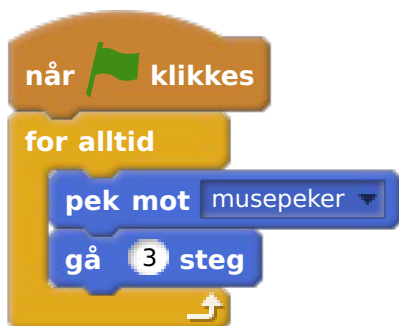 når klikkes
for alltid
pek mot musepeker
gå 3 steg